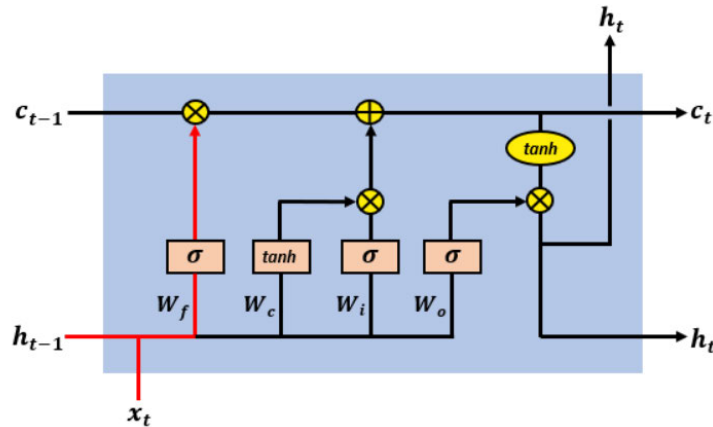 h_t
c_{t-1}
c_t
tanh
σ tanh σ σ
W_f W_c W_i W_o
h_{t-1}
h_t
x_t